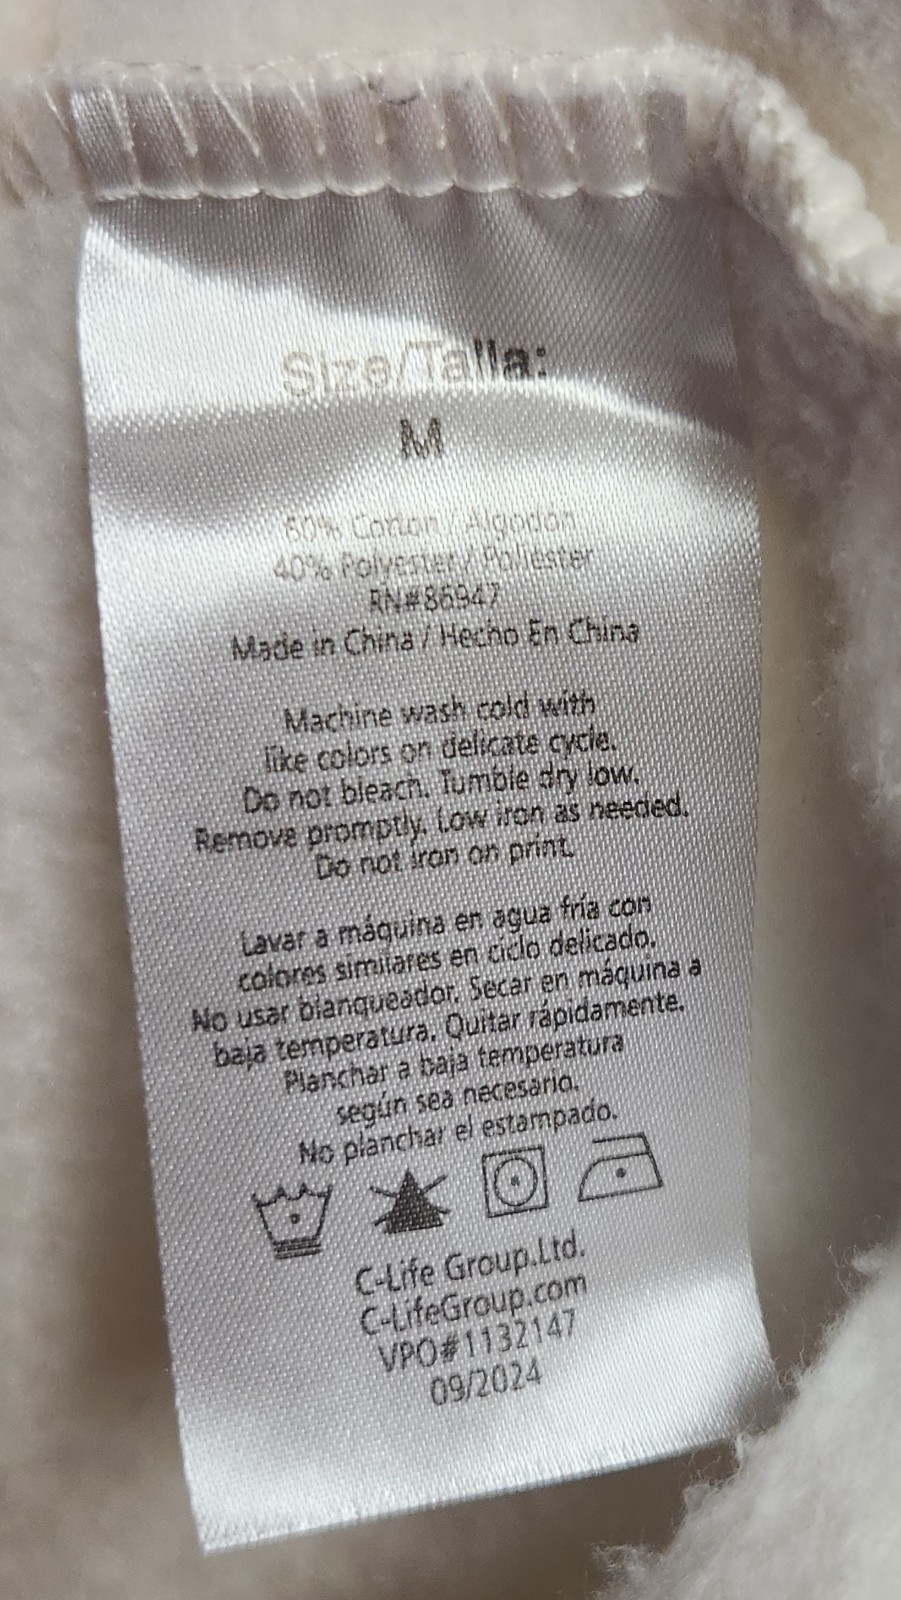 Size/Talla:
M
60% Cotton / Algodon
40% Polyester / Poliester
RN#86947
Made in China / Hecho En China
Machine wash cold with
like colors on delicate cycle.
Do not bleach. Tumble dry low.
Remove promptly. Low iron as needed.
Do not iron on print.
Lavar a máquina en agua fría con
colores similares en ciclo delicado.
No usar blanqueador. Secar en máquina a
baja temperatura. Quitar rápidamente.
Planchar a baja temperatura
según sea necesario.
No planchar el estampado.
C-Life Group.Ltd.
C-LifeGroup.com
VPO#1132147
09/2024